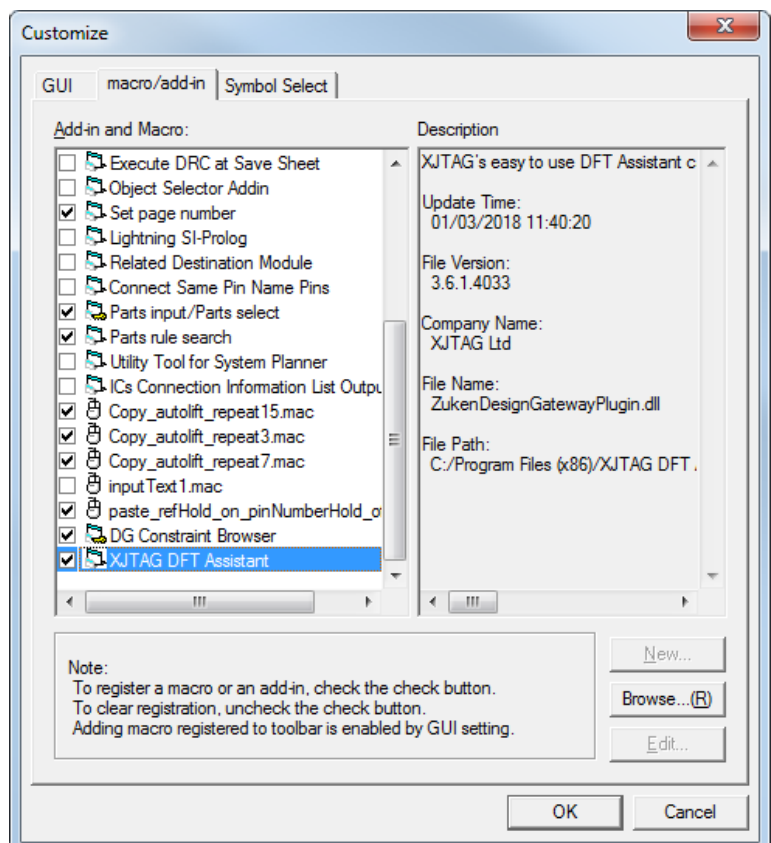 Customize
GUI
macro/add-in
Symbol Select
Add-in and Macro:
Execute DRC at Save Sheet
Object Selector Addin
Set page number
Lightning SI-Prolog
Related Destination Module
Connect Same Pin Name Pins
Parts input/Parts select
Parts rule search
Utility Tool for System Planner
ICs Connection Information List Outpu
Copy_autolift_repeat15.mac
Copy_autolift_repeat3.mac
Copy_autolift_repeat7.mac
inputText1.mac
paste_refHold_on_pinNumberHold_o
DG Constraint Browser
XJTAG DFT Assistant
Description
XJTAG's easy to use DFT Assistant c
Update Time:
01/03/2018 11:40:20
File Version:
3.6.1.4033
Company Name:
XJTAG Ltd
File Name:
ZukenDesignGatewayPlugin.dll
File Path:
C:/Program Files (x86)/XJTAG DFT .
Note:
To register a macro or an add-in, check the check button.
To clear registration, uncheck the check button.
Adding macro registered to toolbar is enabled by GUI setting.
New...
Browse...(R)
Edit...
OK
Cancel